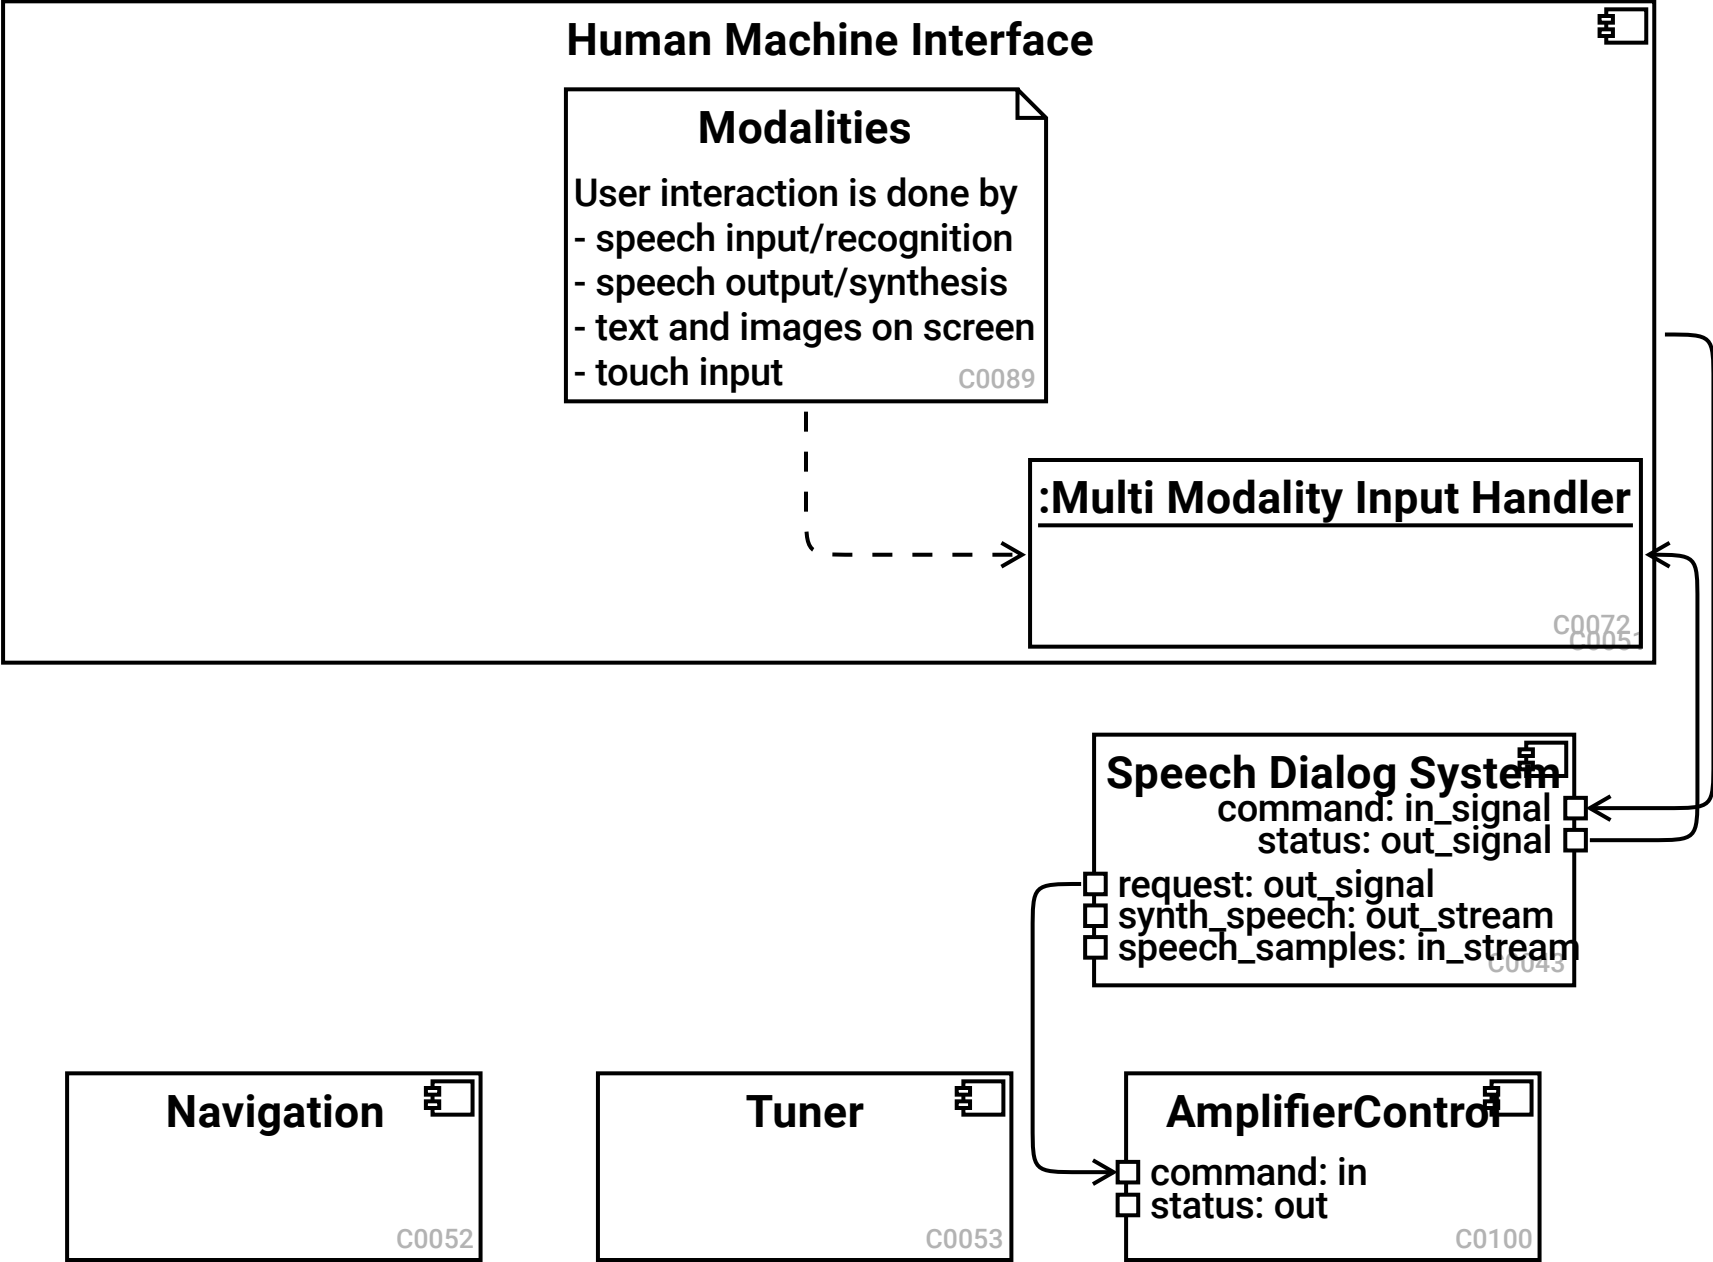 Human Machine Interface
Modalities
User interaction is done by
- speech input/recognition
- speech output/synthesis
- text and images on screen
- touch input
C0089
:Multi Modality Input Handler
C0072
C0051
Speech Dialog System
command: in_signal
status: out_signal
request: out_signal
synth_speech: out_stream
speech_samples: in_stream
C0043
Navigation
C0052
Tuner
C0053
AmplifierControl
command: in
status: out
C0100